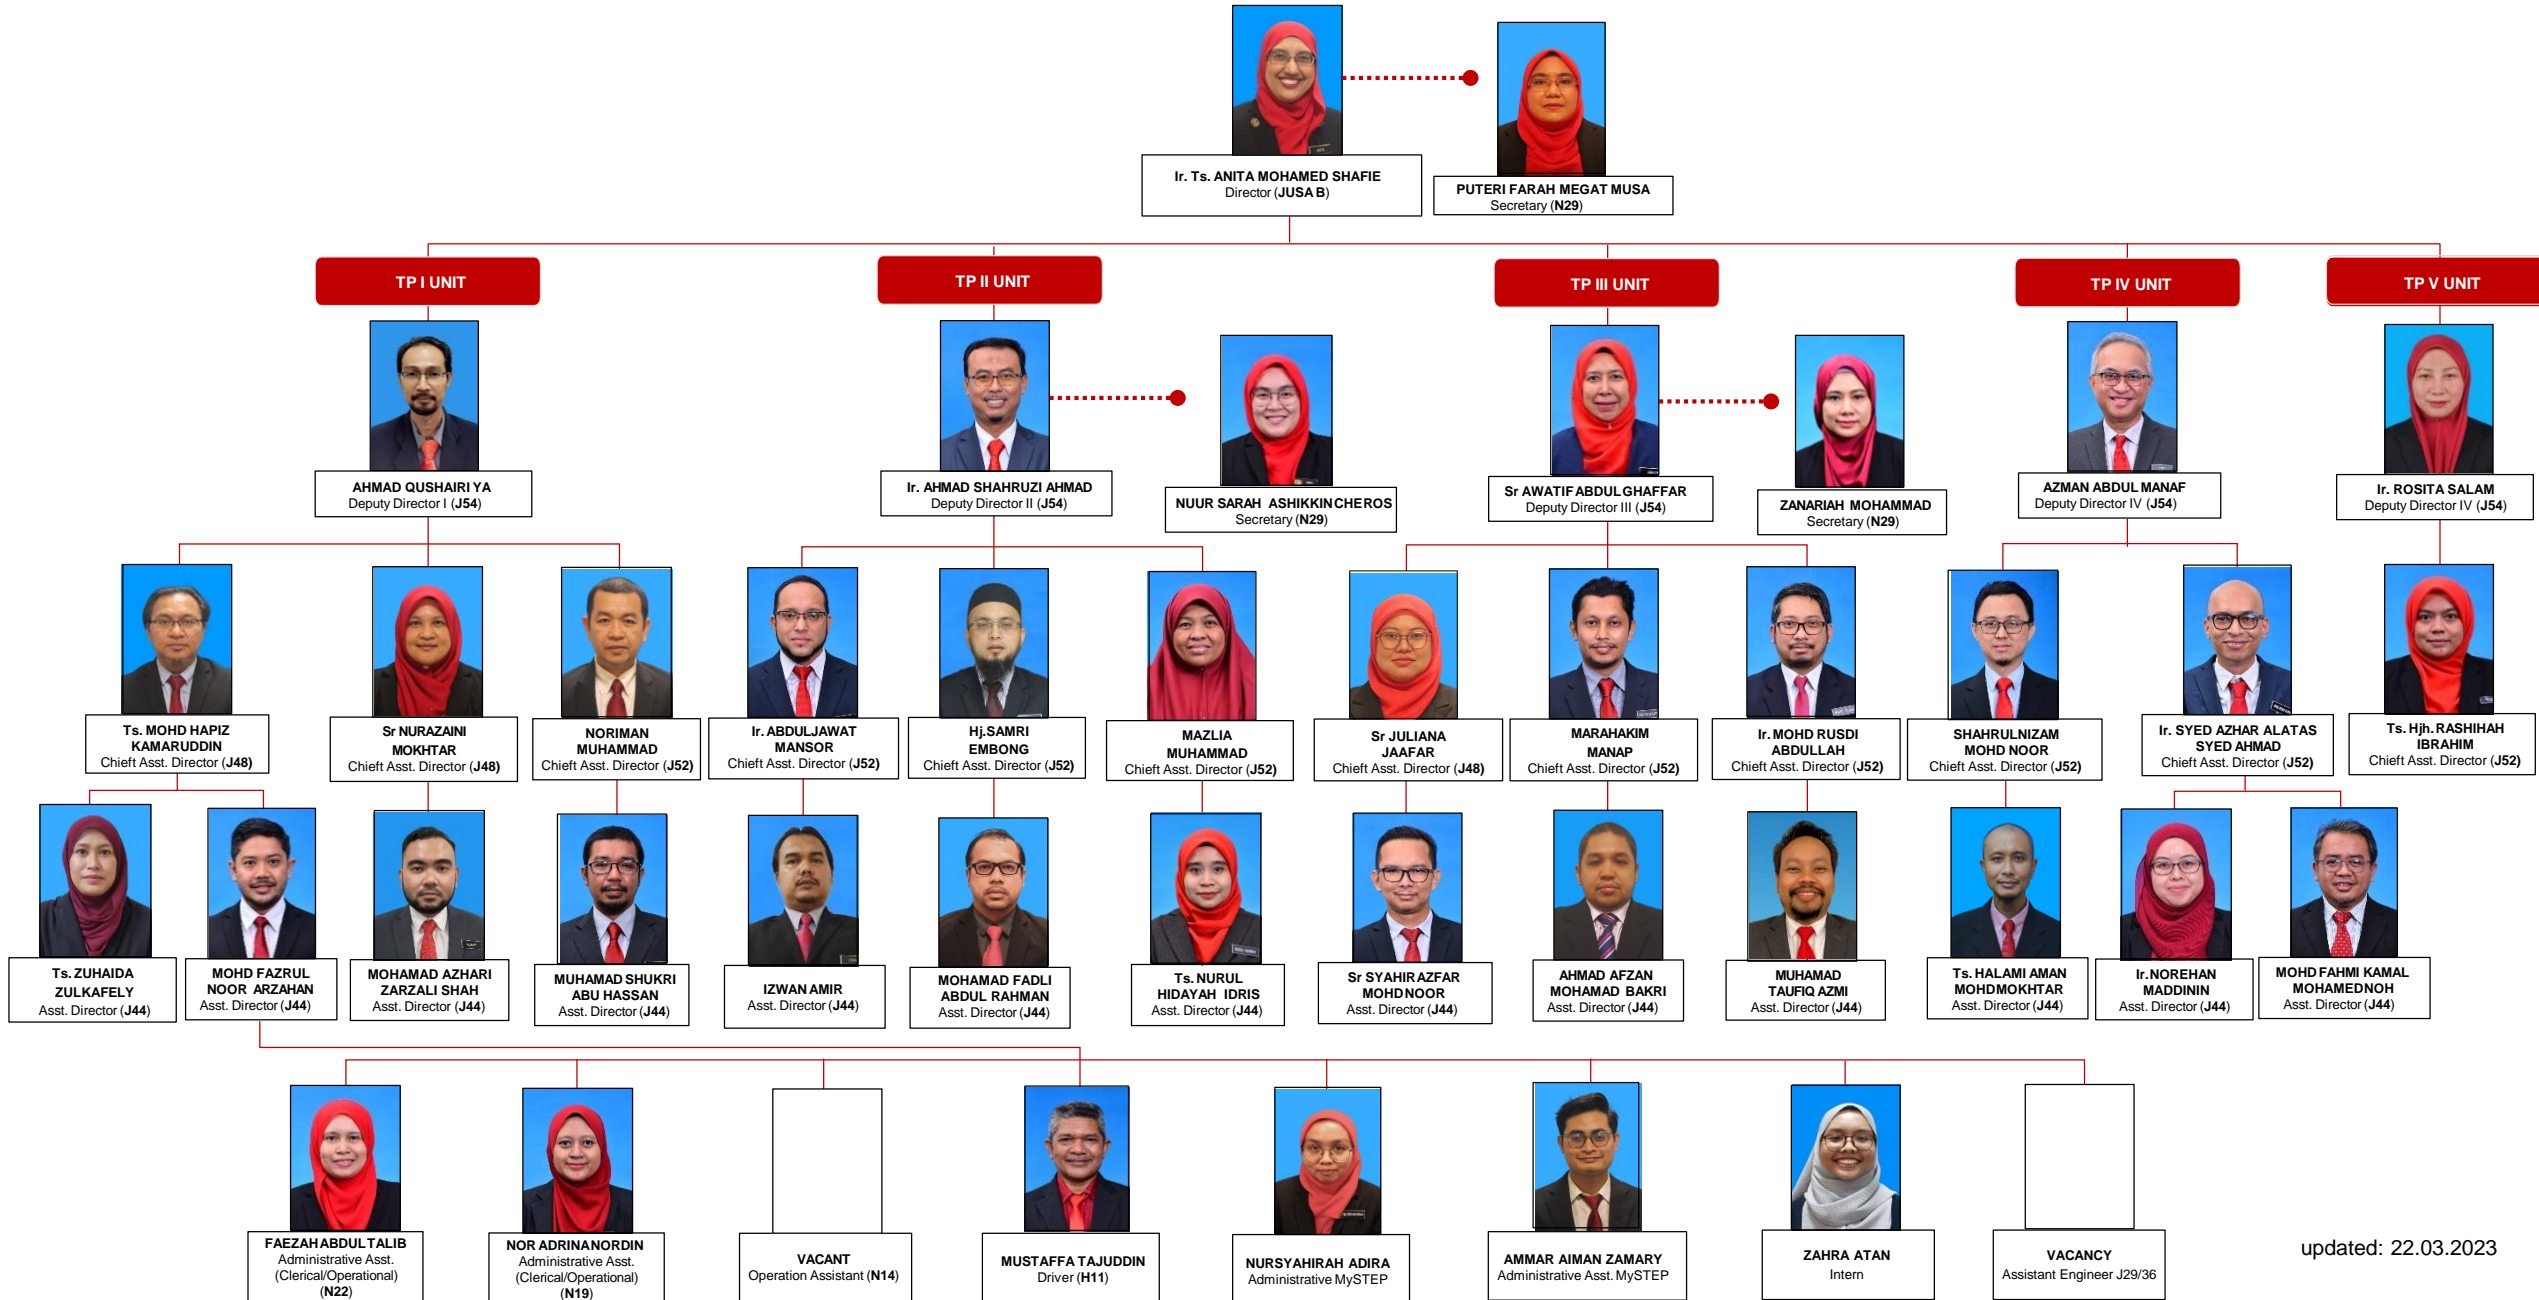 Ir. Ts. ANITA MOHAMED SHAFIE
Director (JUSA B)
PUTERI FARAH MEGAT MUSA
Secretary (N29)
TP I UNIT
TP II UNIT
TP III UNIT
TP IV UNIT
TP V UNIT
AHMAD QUSHAIRI YA
Deputy Director I (J54)
Ir. AHMAD SHAHRUZI AHMAD
Deputy Director II (J54)
NUUR SARAH ASHIKKIN CHEROS
Secretary (N29)
Sr AWATIF ABDUL GHAFFAR
Deputy Director III (J54)
ZANARIAH MOHAMMAD
Secretary (N29)
AZMAN ABDUL MANAF
Deputy Director IV (J54)
Ir. ROSITA SALAM
Deputy Director IV (J54)
Ts. MOHD HAPIZ
KAMARUDDIN
Chieft Asst. Director (J48)
Sr NURAZAINI
MOKHTAR
Chieft Asst. Director (J48)
NORIMAN
MUHAMMAD
Chieft Asst. Director (J52)
Ir. ABDULJAWAT
MANSOR
Chieft Asst. Director (J52)
Hj.SAMRI
EMBONG
Chieft Asst. Director (J52)
MAZLIA
MUHAMMAD
Chieft Asst. Director (J52)
Sr JULIANA
JAAFAR
Chieft Asst. Director (J48)
MARAHAKIM
MANAP
Chieft Asst. Director (J52)
Ir. MOHD RUSDI
ABDULLAH
Chieft Asst. Director (J52)
SHAHRULNIZAM
MOHD NOOR
Chieft Asst. Director (J52)
Ir. SYED AZHAR ALATAS
SYED AHMAD
Chieft Asst. Director (J52)
Ts. Hjh. RASHIHAH
IBRAHIM
Chieft Asst. Director (J52)
Ts. ZUHAIDA
ZULKAFELY
Asst. Director (J44)
MOHD FAZRUL
NOOR ARZAHAN
Asst. Director (J44)
MOHAMAD AZHARI
ZARZALI SHAH
Asst. Director (J44)
MUHAMAD SHUKRI
ABU HASSAN
Asst. Director (J44)
IZWAN AMIR
Asst. Director (J44)
MOHAMAD FADLI
ABDUL RAHMAN
Asst. Director (J44)
Ts. NURUL
HIDAYAH IDRIS
Asst. Director (J44)
Sr SYAHIR AZFAR
MOHD NOOR
Asst. Director (J44)
AHMAD AFZAN
MOHAMAD BAKRI
Asst. Director (J44)
MUHAMAD
TAUFIQ AZMI
Asst. Director (J44)
Ts. HALAMI AMAN
MOHD MOKHTAR
Asst. Director (J44)
Ir. NOREHAN
MADDININ
Asst. Director (J44)
MOHD FAHMI KAMAL
MOHAMED NOH
Asst. Director (J44)
FAEZAH ABDUL TALIB
Administrative Asst.
(Clerical/Operational)
(N22)
NOR ADRINA NORDIN
Administrative Asst.
(Clerical/Operational)
(N19)
VACANT
Operation Assistant (N14)
MUSTAFFA TAJUDDIN
Driver (H11)
NURSYAHIRAH ADIRA
Administrative MySTEP
AMMAR AIMAN ZAMARY
Administrative Asst. MySTEP
ZAHRA ATAN
Intern
VACANCY
Assistant Engineer J29/36
updated: 22.03.2023